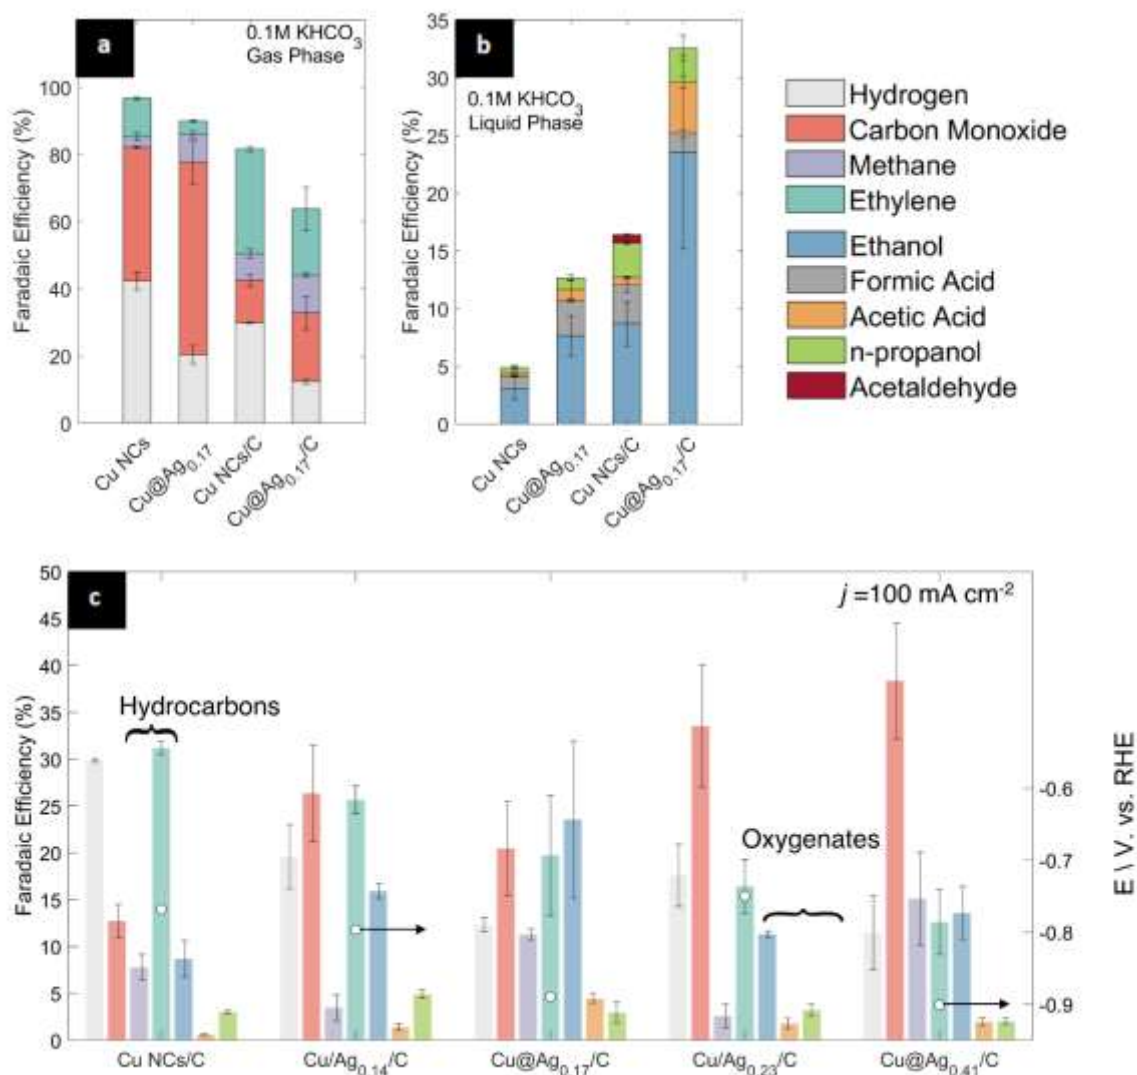 a
0.1M KHCO3
Gas Phase
Faradaic Efficiency (%)
100
80
60
40
20
0
Cu NCs
Cu@Ag0.17
Cu NCs/C
Cu@Ag0.17/C
b
0.1M KHCO3
Liquid Phase
Faradaic Efficiency (%)
35
30
25
20
15
10
5
0
Cu NCs
Cu@Ag0.17
Cu NCs/C
Cu@Ag0.17/C
Hydrogen
Carbon Monoxide
Methane
Ethylene
Ethanol
Formic Acid
Acetic Acid
n-propanol
Acetaldehyde
c
j =100 mA cm-2
Hydrocarbons
Oxygenates
Faradaic Efficiency (%)
50
45
40
35
30
25
20
15
10
5
0
E \ V. vs. RHE
-0.6
-0.7
-0.8
-0.9
Cu NCs/C
Cu/Ag0.14/C
Cu@Ag0.17/C
Cu/Ag0.23/C
Cu@Ag0.41/C